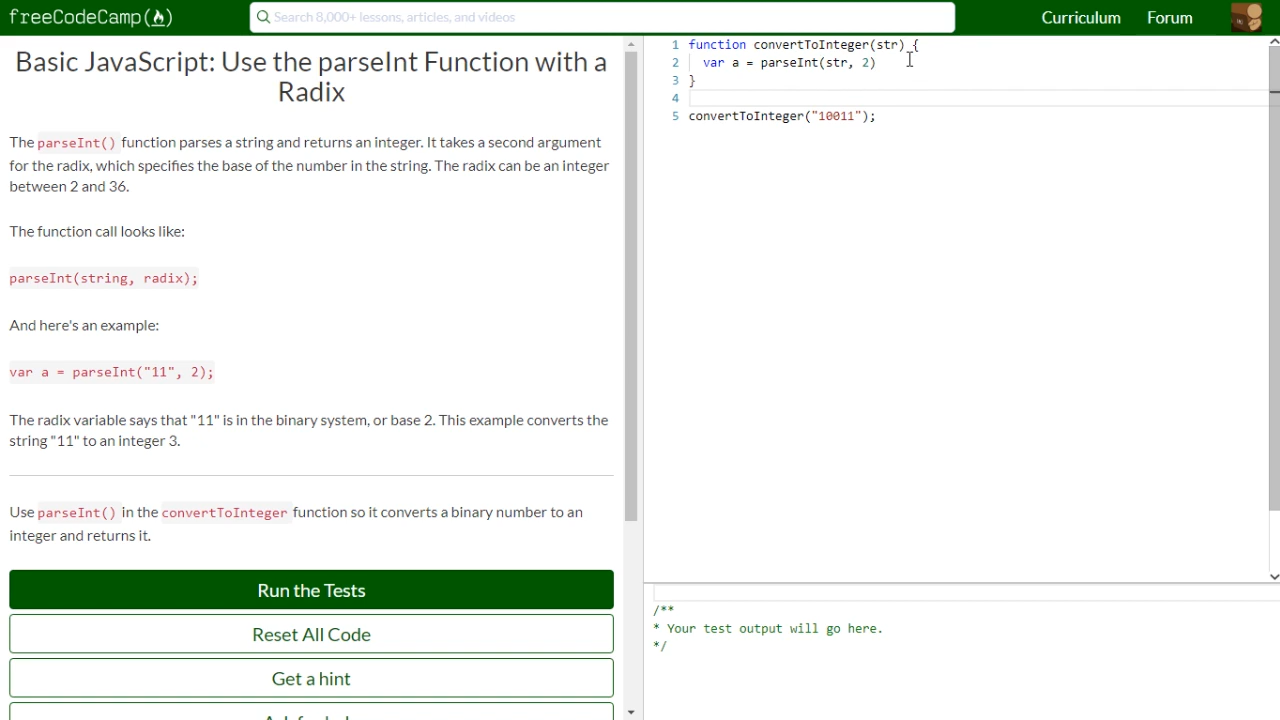 freeCodeCamp
Search 8,000+ lessons, articles, and videos
Curriculum
Forum
Basic JavaScript: Use the parseInt Function with a
Radix
The parseInt() function parses a string and returns an integer. It takes a second argument
for the radix, which specifies the base of the number in the string. The radix can be an integer
between 2 and 36.
The function call looks like:
parseInt(string, radix);
And here's an example:
var a = parseInt("11", 2);
The radix variable says that "11" is in the binary system, or base 2. This example converts the
string "11" to an integer 3.
Use parseInt() in the convertToInteger function so it converts a binary number to an
integer and returns it.
Run the Tests
Reset All Code
Get a hint
1 function convertToInteger(str) {
2 var a = parseInt(str, 2)
3 }
4
5 convertToInteger("10011");
/**
* Your test output will go here.
*/